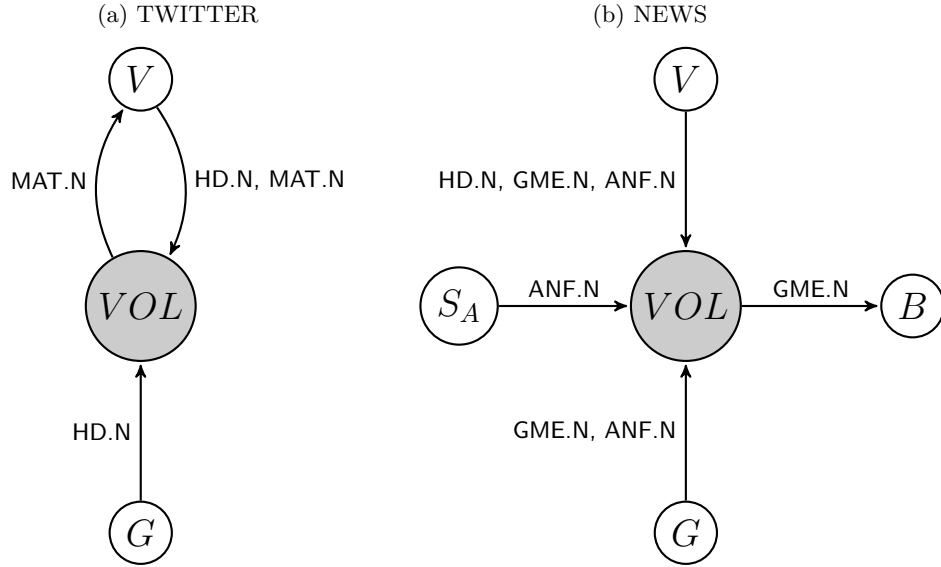 (a) TWITTER
V
MAT.N
HD.N, MAT.N
VOL
HD.N
G
(b) NEWS
V
HD.N, GME.N, ANF.N
S_A
ANF.N
VOL
GME.N
B
GME.N, ANF.N
G